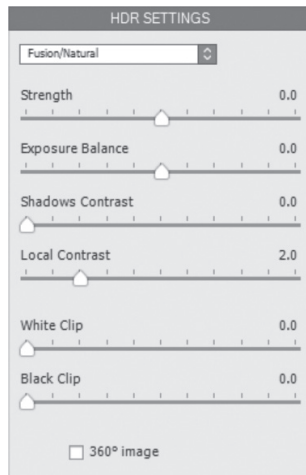 HDR SETTINGS
Fusion/Natural
Strength 0.0
Exposure Balance 0.0
Shadows Contrast 0.0
Local Contrast 2.0
White Clip 0.0
Black Clip 0.0
360º image